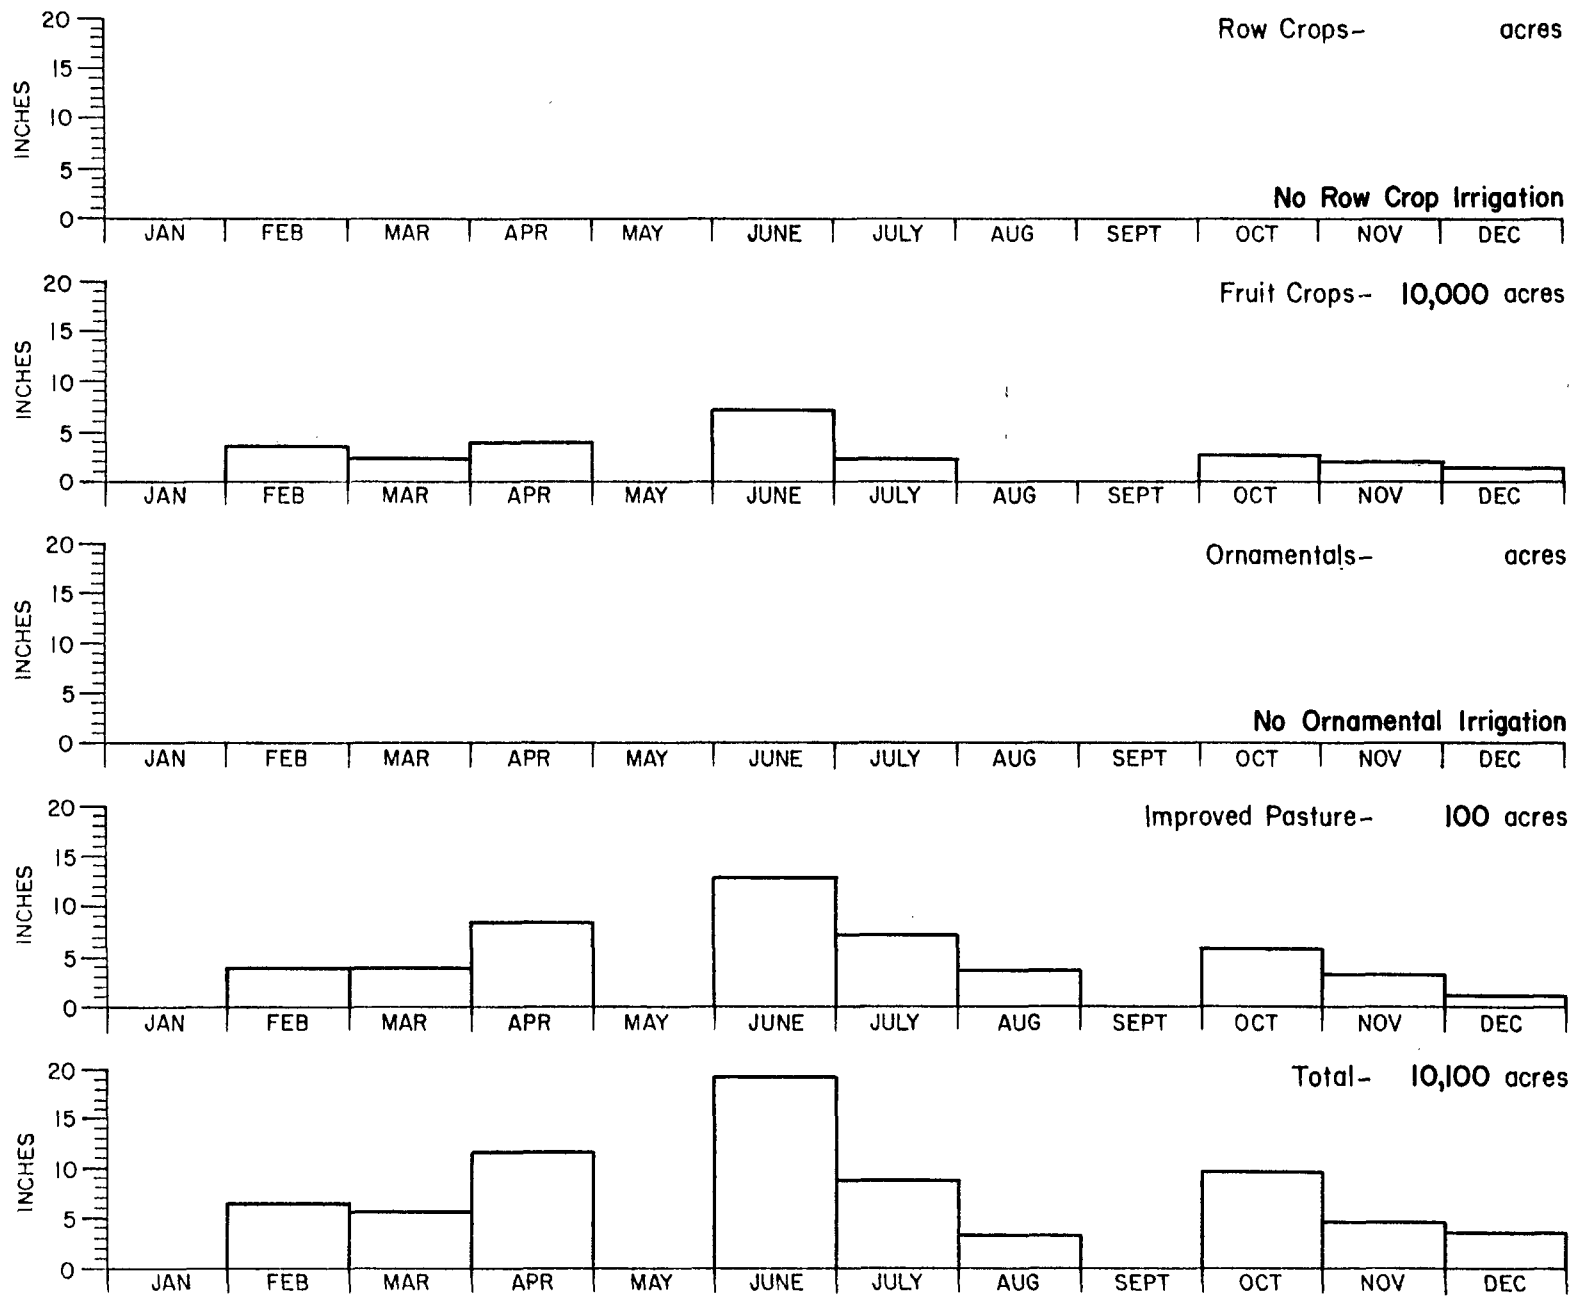 Row Crops– acres
20
15
10
5
0
INCHES
No Row Crop Irrigation
JAN FEB MAR APR MAY JUNE JULY AUG SEPT OCT NOV DEC
Fruit Crops– 10,000 acres
20
15
10
5
0
INCHES
JAN FEB MAR APR MAY JUNE JULY AUG SEPT OCT NOV DEC
Ornamentals– acres
20
15
10
5
0
INCHES
No Ornamental Irrigation
JAN FEB MAR APR MAY JUNE JULY AUG SEPT OCT NOV DEC
Improved Pasture– 100 acres
20
15
10
5
0
INCHES
JAN FEB MAR APR MAY JUNE JULY AUG SEPT OCT NOV DEC
Total– 10,100 acres
20
15
10
5
0
INCHES
JAN FEB MAR APR MAY JUNE JULY AUG SEPT OCT NOV DEC